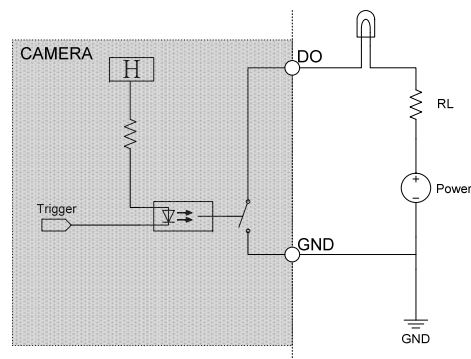 CAMERA
H
DO
RL
Power
Trigger
GND
GND